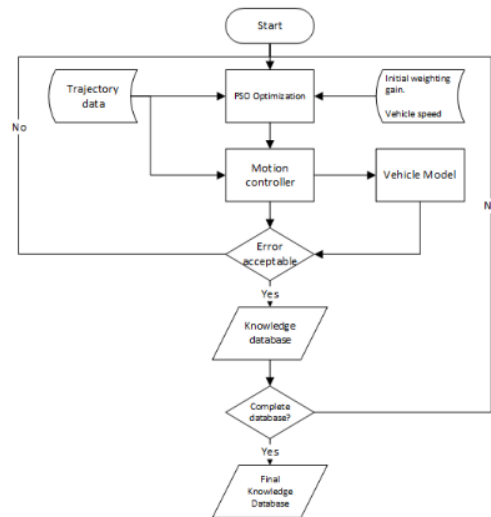 Start
Trajectory
data
PSO Optimization
Initial weighting
gain.
Vehicle speed
No
Motion
controller
Vehicle Model
N
Error
acceptable
Yes
Knowledge
database
Complete
database?
Yes
Final
Knowledge
Database